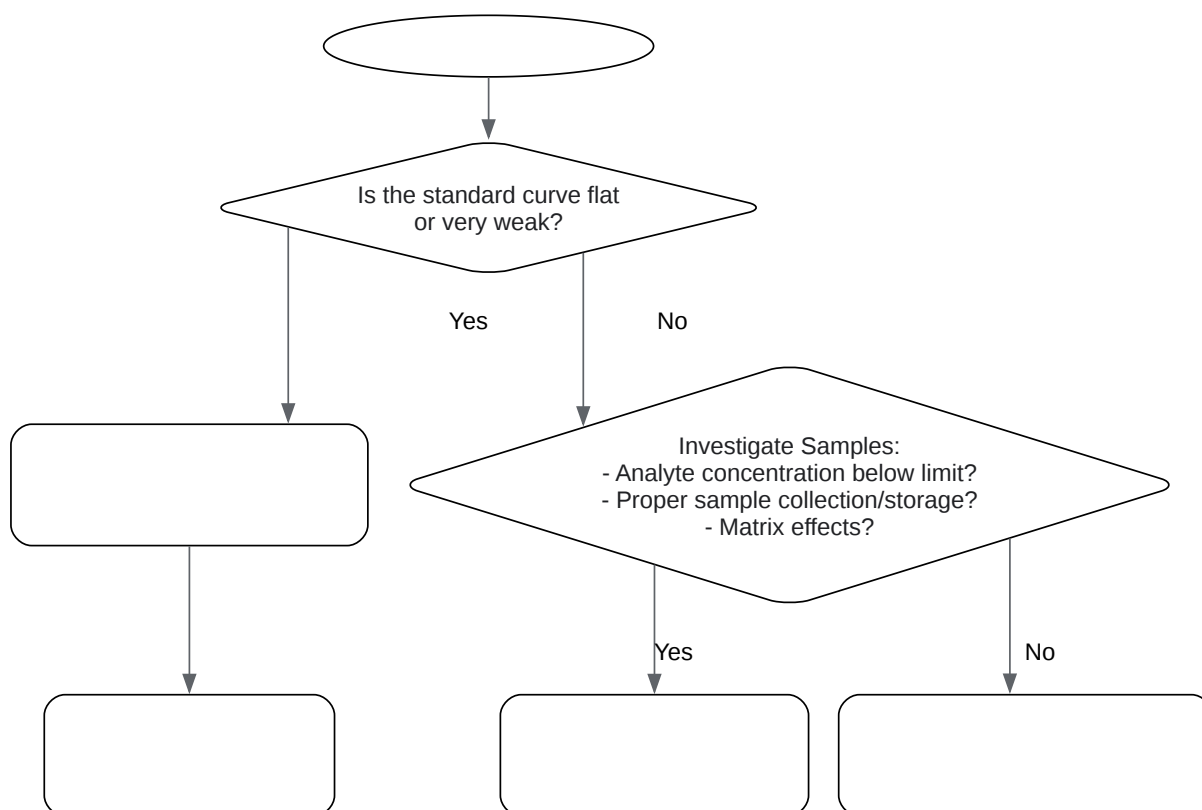 Is the standard curve flat
or very weak?
Yes
No
Investigate Samples:
- Analyte concentration below limit?
- Proper sample collection/storage?
- Matrix effects?
Yes
No